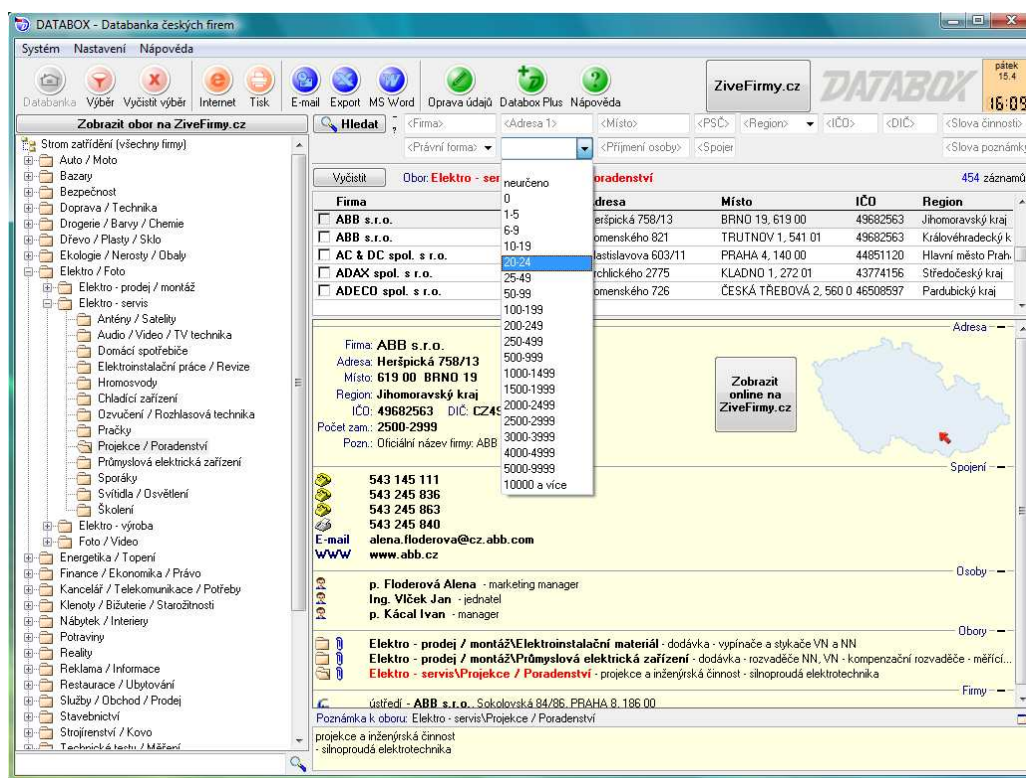 DATABOX - Databanka českých firem
Systém Nastavení Nápověda
Databanka Výběr Vyčistit výběr Internet Tisk E-mail Export MS Word Oprava údajů Databox Plus Nápověda
ZiveFirmy.cz
DATABOX
pátek
15.4
16:09
Zobrazit obor na ZiveFirmy.cz
Hledat ? <Firma> <Adresa 1> <Místo> <PSČ> <Region> <IČO> <DIČ> <Slova činnosti>
<Právní forma> <Příjmení osoby> <Spojer <Slova poznámky
Strom zatřídění (všechny firmy)
Auto / Moto
Bazary
Bezpečnost
Doprava / Technika
Drogerie / Barvy / Chemie
Dřevo / Plasty / Sklo
Ekologie / Nerosty / Obaly
Elektro / Foto
Elektro - prodej / montáž
Elektro - servis
Antény / Satelity
Audio / Video / TV technika
Domácí spotřebiče
Elektroinstalační práce / Revize
Hromosvody
Chladící zařízení
Ozvučení / Rozhlasová technika
Pračky
Projekce / Poradenství
Průmyslová elektrická zařízení
Sporáky
Svítidla / Osvětlení
Školení
Elektro - výroba
Foto / Video
Energetika / Topení
Finance / Ekonomika / Právo
Kancelář / Telekomunikace / Potřeby
Klenoty / Bižuterie / Starožitnosti
Nábytek / Interiery
Potraviny
Reality
Reklama / Informace
Restaurace / Ubytování
Služby / Obchod / Prodej
Stavebnictví
Strojírenství / Kovo
Technické testy / Měření
Vyčistit Obor: Elektro - ser oradenství 454 záznamů
Firma dresa Místo IČO Region
ABB s.r.o. eršpická 758/13 BRNO 19, 619 00 49682563 Jihomoravský kraj
ABB s.r.o. omenského 821 TRUTNOV 1, 541 01 49682563 Královéhradecký k
AC & DC spol. s r.o. lastislavova 603/11 PRAHA 4, 140 00 44851120 Hlavní město Prah
ADAX spol. s r.o. rchlického 2775 KLADNO 1, 272 01 43774156 Středočeský kraj
ADECO spol. s r.o. omenského 726 ČESKÁ TŘEBOVÁ 2, 560 0 46508597 Pardubický kraj
neurčeno
0
1-5
6-9
10-19
20-24
25-49
50-99
100-199
200-249
250-499
500-999
1000-1499
1500-1999
2000-2499
2500-2999
3000-3999
4000-4999
5000-9999
10000 a více
Adresa
Firma: ABB s.r.o.
Adresa: Heršpická 758/13
Místo: 619 00 BRNO 19
Region: Jihomoravský kraj
IČO: 49682563 DIČ: CZ49
Počet zam.: 2500-2999
Pozn.: Oficiální název firmy: ABB
Zobrazit
online na
ZiveFirmy.cz
Spojení
543 145 111
543 245 836
543 245 863
543 245 840
E-mail alena.floderova@cz.abb.com
WWW www.abb.cz
Osoby
p. Floderová Alena - marketing manager
Ing. Vlček Jan - jednatel
p. Kácal Ivan - manager
Obory
Elektro - prodej / montáž\Elektroinstalační materiál - dodávka - vypínače a stykače VN a NN
Elektro - prodej / montáž\Průmyslová elektrická zařízení - dodávka - rozvaděče NN, VN - kompenzační rozvaděče - měřící...
Elektro - servis\Projekce / Poradenství - projekce a inženýrská činnost - silnoproudá elektrotechnika
Firmy
ústředí - ABB s.r.o., Sokolovská 84/86, PRAHA 8, 186 00
Poznámka k oboru: Elektro - servis\Projekce / Poradenství
projekce a inženýrská činnost
- silnoproudá elektrotechnika